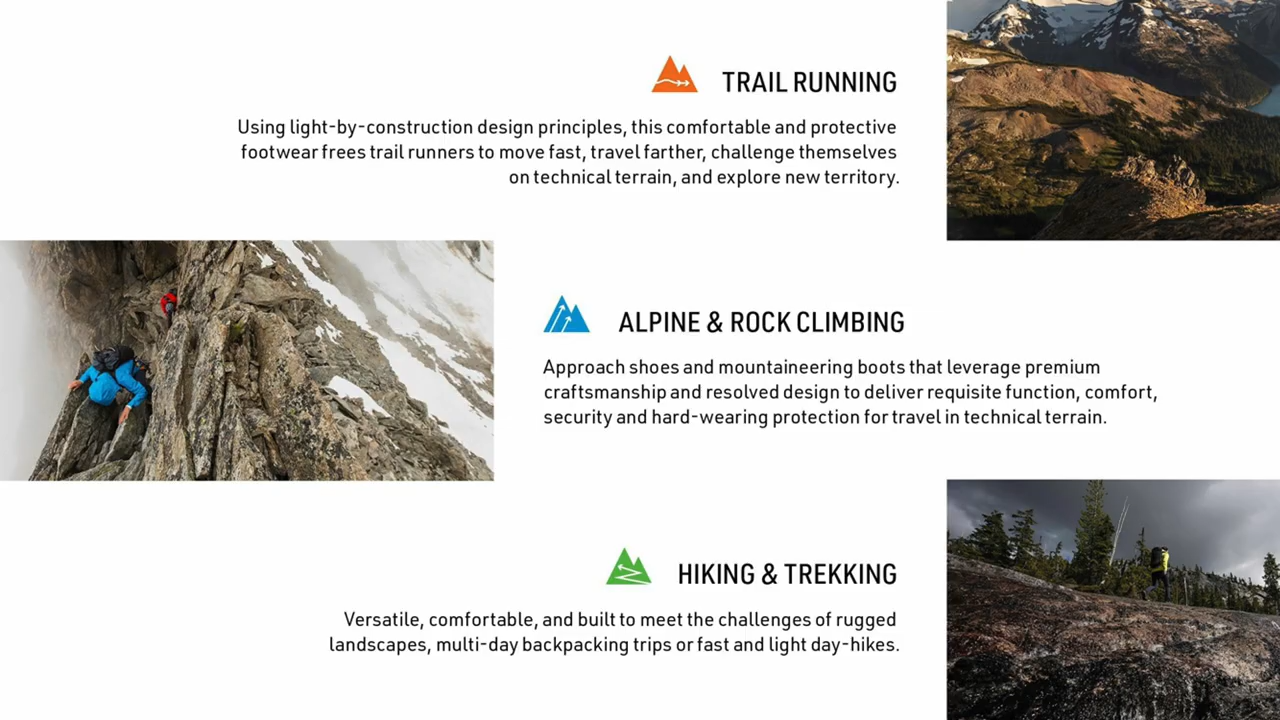 TRAIL RUNNING
Using light-by-construction design principles, this comfortable and protective
footwear frees trail runners to move fast, travel farther, challenge themselves
on technical terrain, and explore new territory.
ALPINE & ROCK CLIMBING
Approach shoes and mountaineering boots that leverage premium
craftsmanship and resolved design to deliver requisite function, comfort,
security and hard-wearing protection for travel in technical terrain.
HIKING & TREKKING
Versatile, comfortable, and built to meet the challenges of rugged
landscapes, multi-day backpacking trips or fast and light day-hikes.